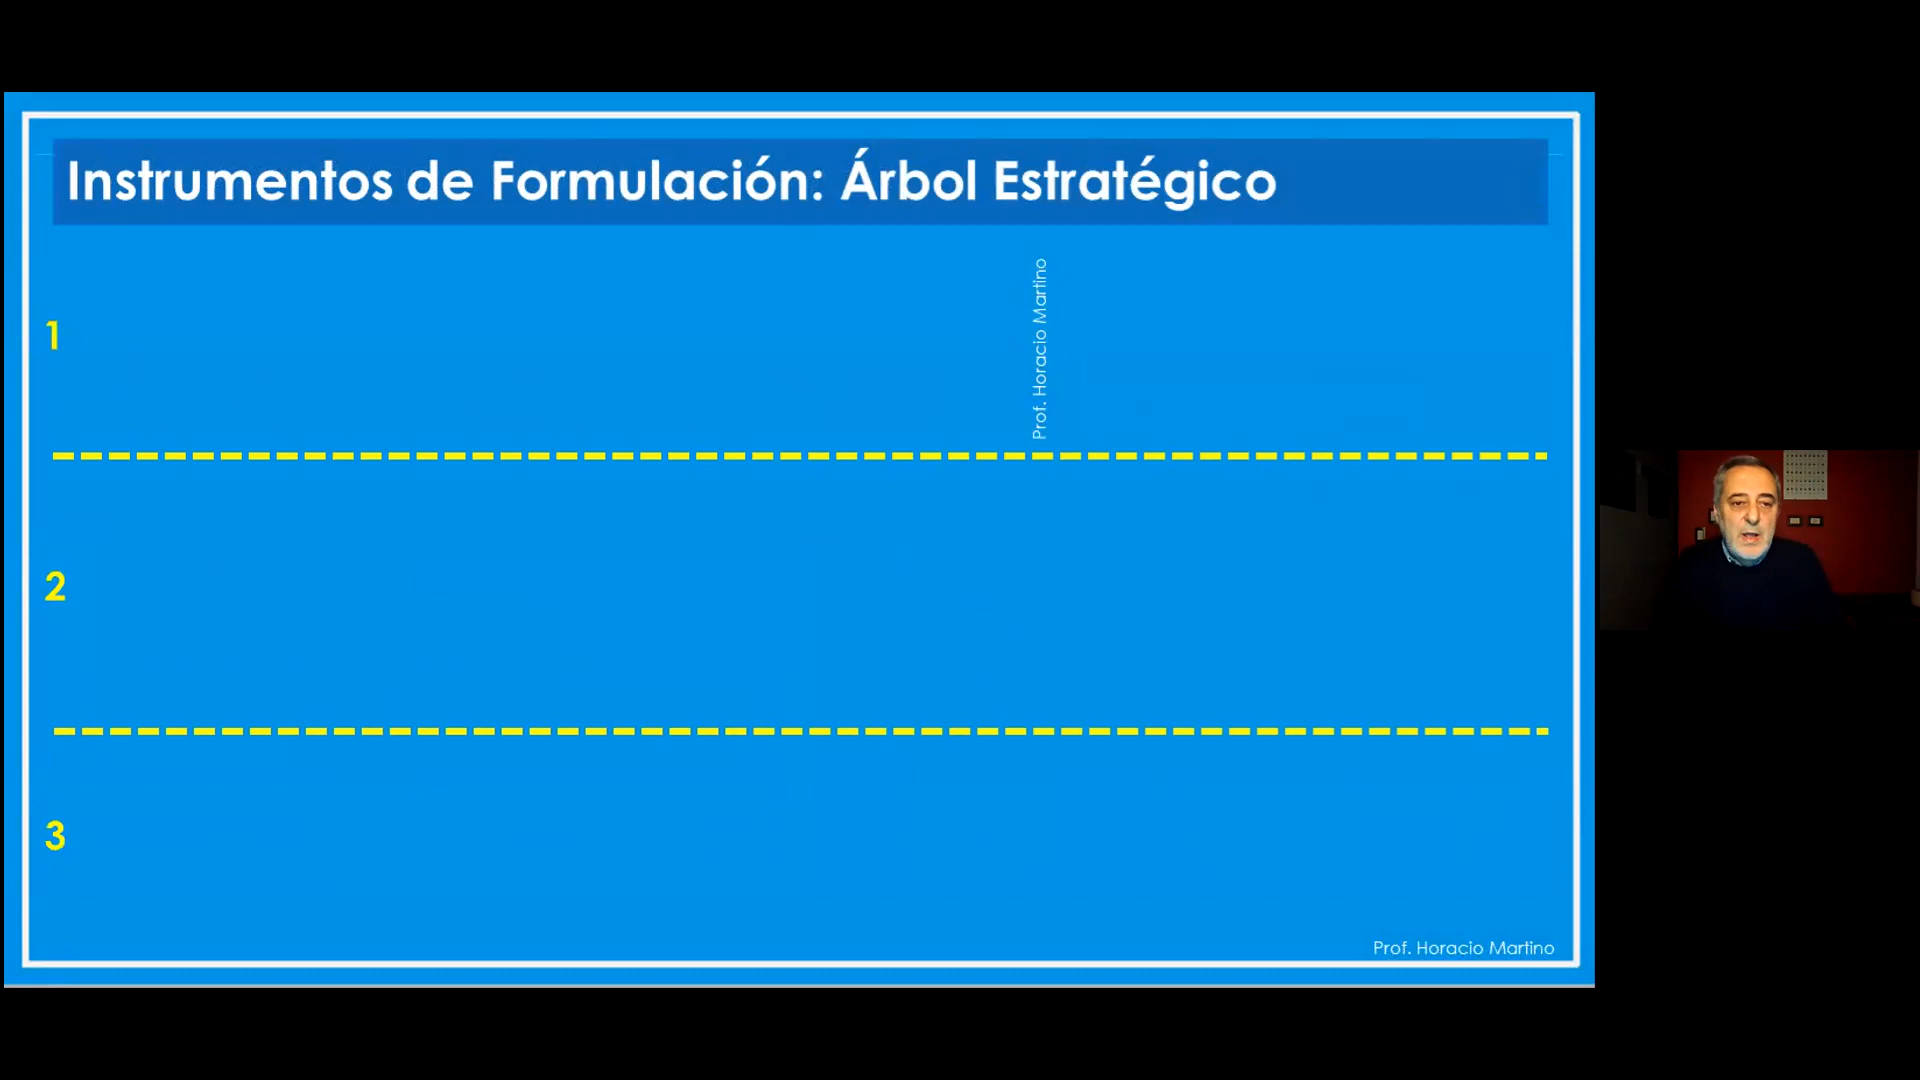 Instrumentos de Formulación: Árbol Estratégico
Prof. Horacio Martino
1
2
3
Prof. Horacio Martino